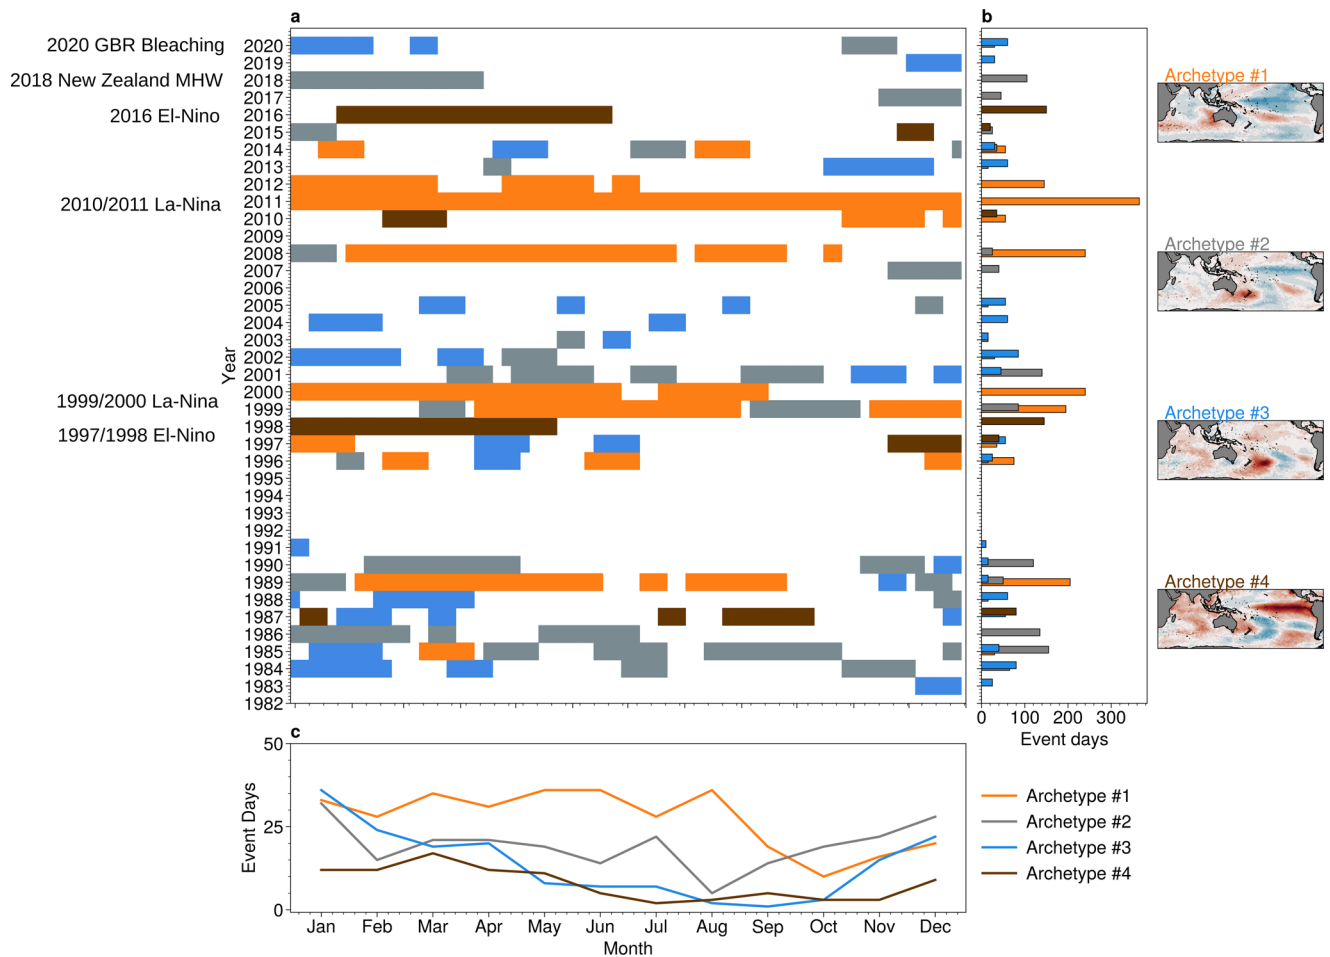 a
b
2020 GBR Bleaching
2018 New Zealand MHW
2016 El-Nino
2010/2011 La-Nina
1999/2000 La-Nina
1997/1998 El-Nino
Year
2020
2019
2018
2017
2016
2015
2014
2013
2012
2011
2010
2009
2008
2007
2006
2005
2004
2003
2002
2001
2000
1999
1998
1997
1996
1995
1994
1993
1992
1991
1990
1989
1988
1987
1986
1985
1984
1983
1982
0 100 200 300
Event days
Archetype #1
Archetype #2
Archetype #3
Archetype #4
c
Event Days
50
25
0
Jan Feb Mar Apr May Jun Jul Aug Sep Oct Nov Dec
Month
Archetype #1
Archetype #2
Archetype #3
Archetype #4